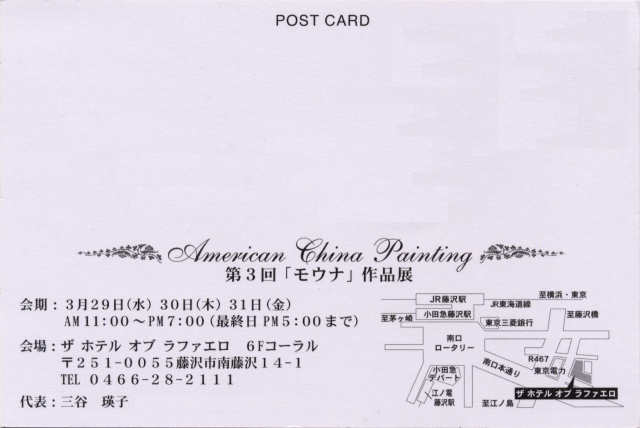 POST CARD
American China Painting
第3回「モウナ」作品展
会期：3月29日(水) 30日(木) 31日(金)
AM11:00～PM7:00 (最終日PM5:00まで)
会場：ザ ホテル オブ ラファエロ 6Fコーラル
〒251-0055藤沢市南藤沢14-1
TEL 0466-28-2111
代表：三谷 瑛子
JR藤沢駅
JR東海道線
至横浜・東京
至茅ヶ崎
小田急藤沢駅
東京三菱銀行
至藤沢橋
南口
ロータリー
南口本通り
R467
東京電力
小田急
デパート
江ノ電
藤沢駅
至江ノ島
ザ ホテル オブ ラファエロ